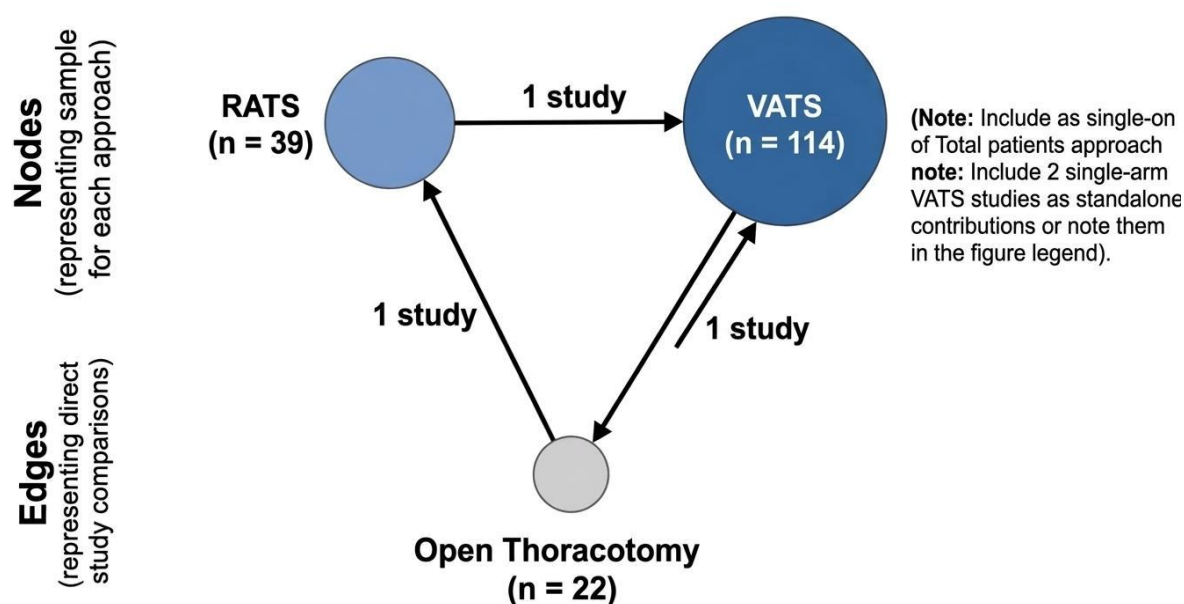 Nodes
(representing sample
for each approach)
RATS
(n = 39)
1 study
VATS
(n = 114)
(Note: Include as single-on
of Total patients approach
note: Include 2 single-arm
VATS studies as standalone
contributions or note them
in the figure legend).
1 study
1 study
Edges
(representing direct
study comparisons)
Open Thoracotomy
(n = 22)